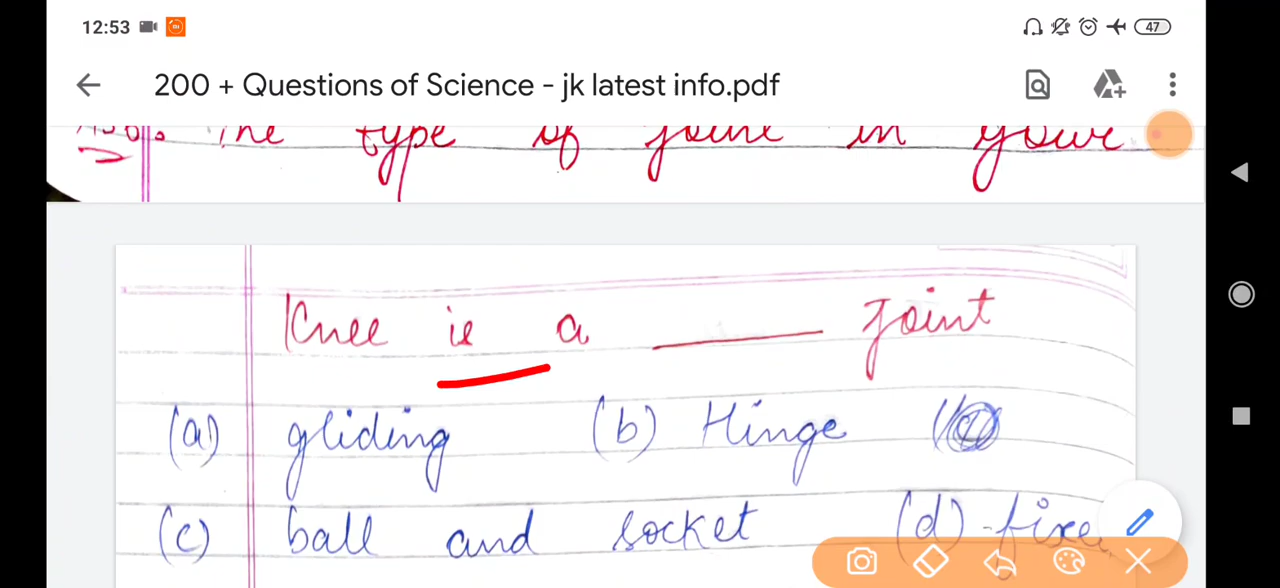 12:53
47
200 + Questions of Science - jk latest info.pdf
The type of joint in your
Knee is a ______ joint
(a) gliding (b) Hinge
(c) ball and socket (d) fixe